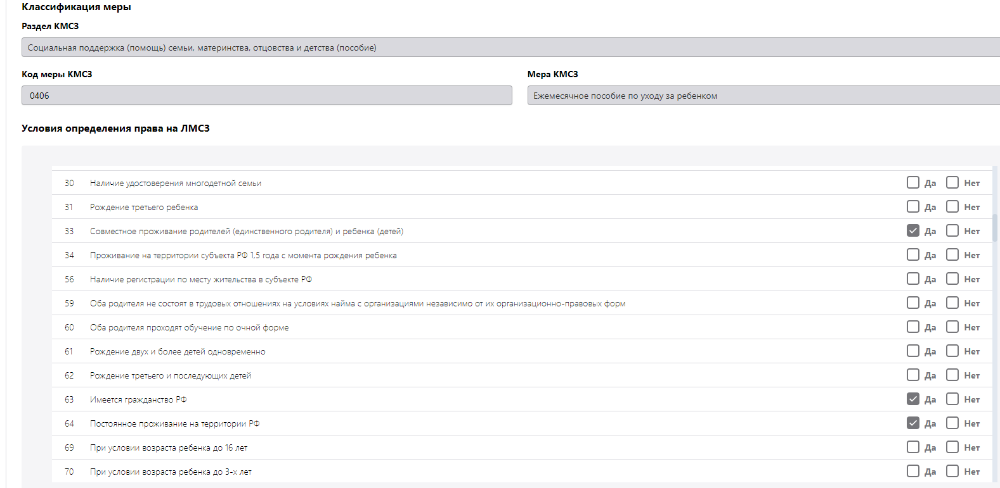 Классификация меры
Раздел КМСЗ
Социальная поддержка (помощь) семьи, материнства, отцовства и детства (пособие)
Код меры КМСЗ Мера КМСЗ
0406 Ежемесячное пособие по уходу за ребенком
Условия определения права на ЛМСЗ
30 Наличие удостоверения многодетной семьи Да Нет
31 Рождение третьего ребенка Да Нет
33 Совместное проживание родителей (единственного родителя) и ребенка (детей) Да Нет
34 Проживание на территории субъекта РФ 1,5 года с момента рождения ребенка Да Нет
56 Наличие регистрации по месту жительства в субъекте РФ Да Нет
59 Оба родителя не состоят в трудовых отношениях на условиях найма с организациями независимо от их организационно-правовых форм Да Нет
60 Оба родителя проходят обучение по очной форме Да Нет
61 Рождение двух и более детей одновременно Да Нет
62 Рождение третьего и последующих детей Да Нет
63 Имеется гражданство РФ Да Нет
64 Постоянное проживание на территории РФ Да Нет
69 При условии возраста ребенка до 16 лет Да Нет
70 При условии возраста ребенка до 3-х лет Да Нет